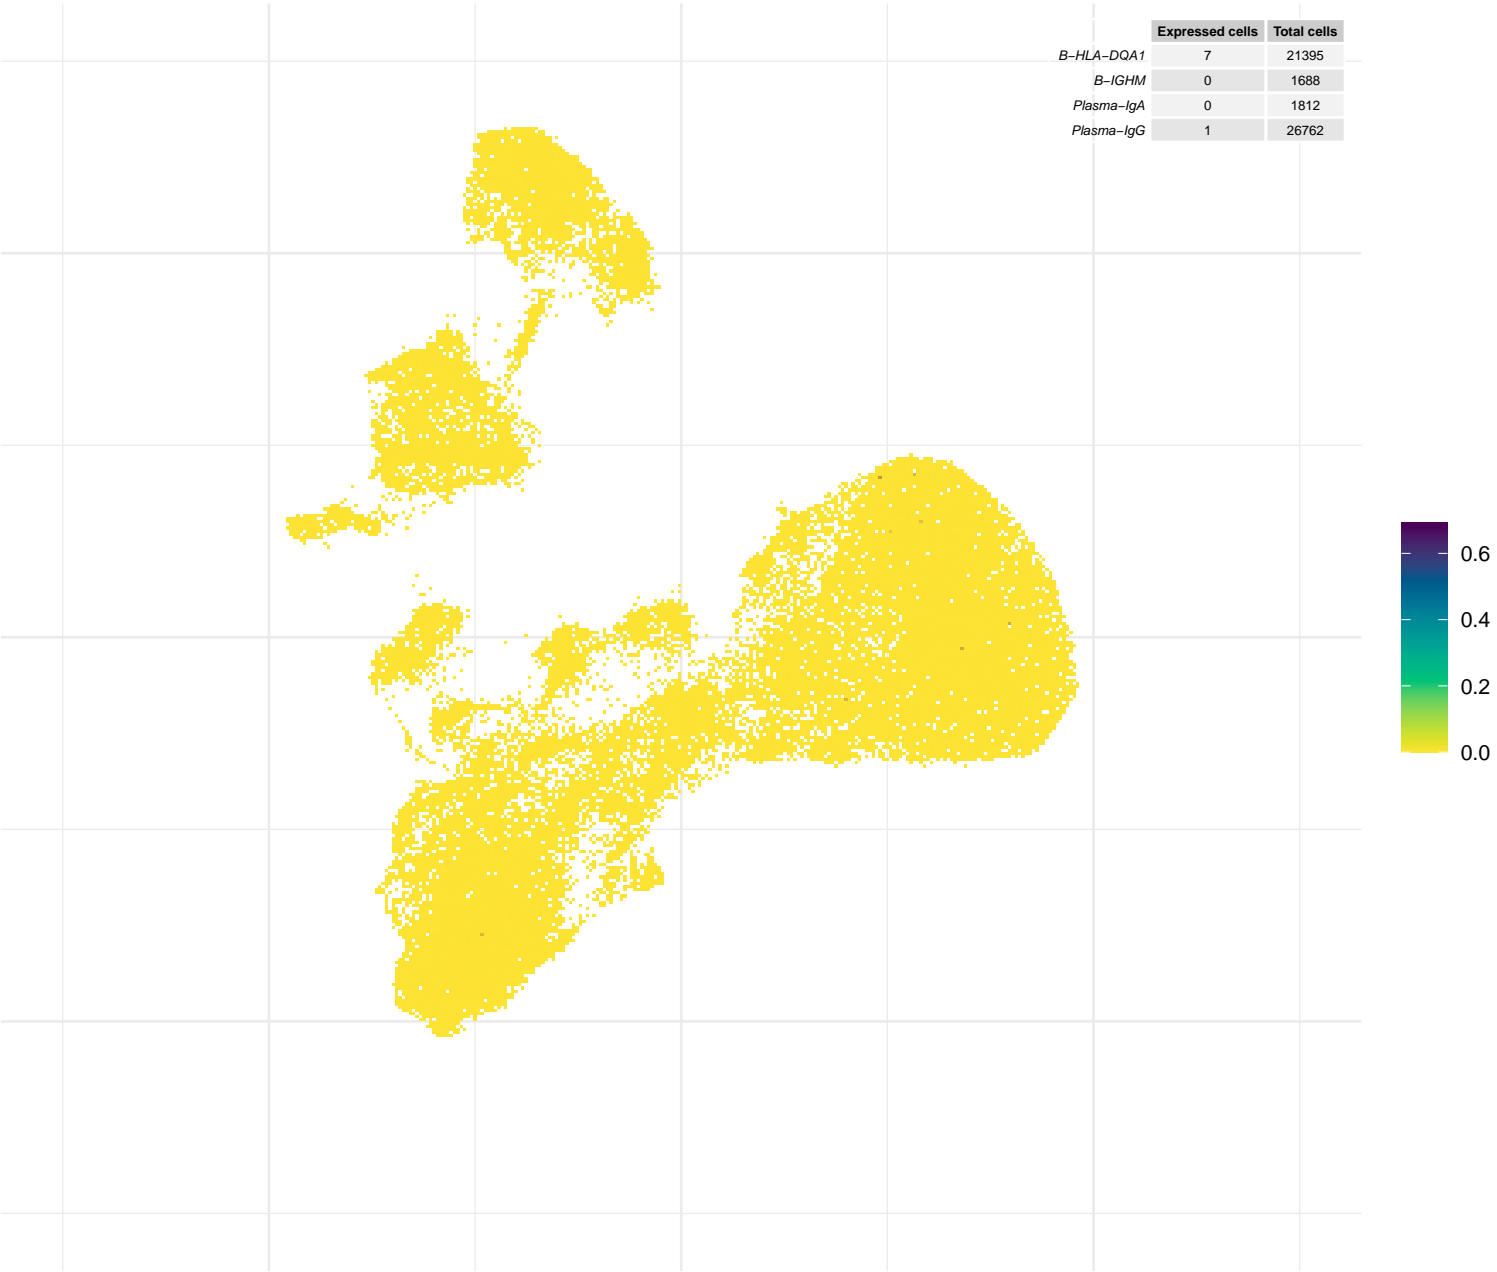 Expressed cells Total cells
B−HLA−DQA1 7 21395
B−IGHM 0 1688
Plasma−IgA 0 1812
Plasma−IgG 1 26762
0.6
0.4
0.2
0.0